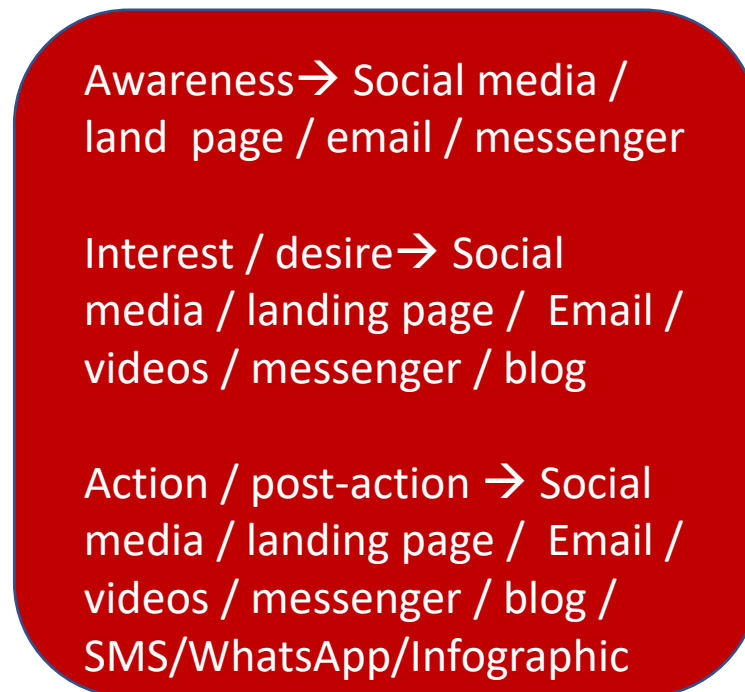 Awareness→ Social media /
land  page / email / messenger
Interest / desire→ Social
media / landing page /  Email /
videos / messenger / blog
Action / post-action → Social
media / landing page /  Email /
videos / messenger / blog /
SMS/WhatsApp/Infographic